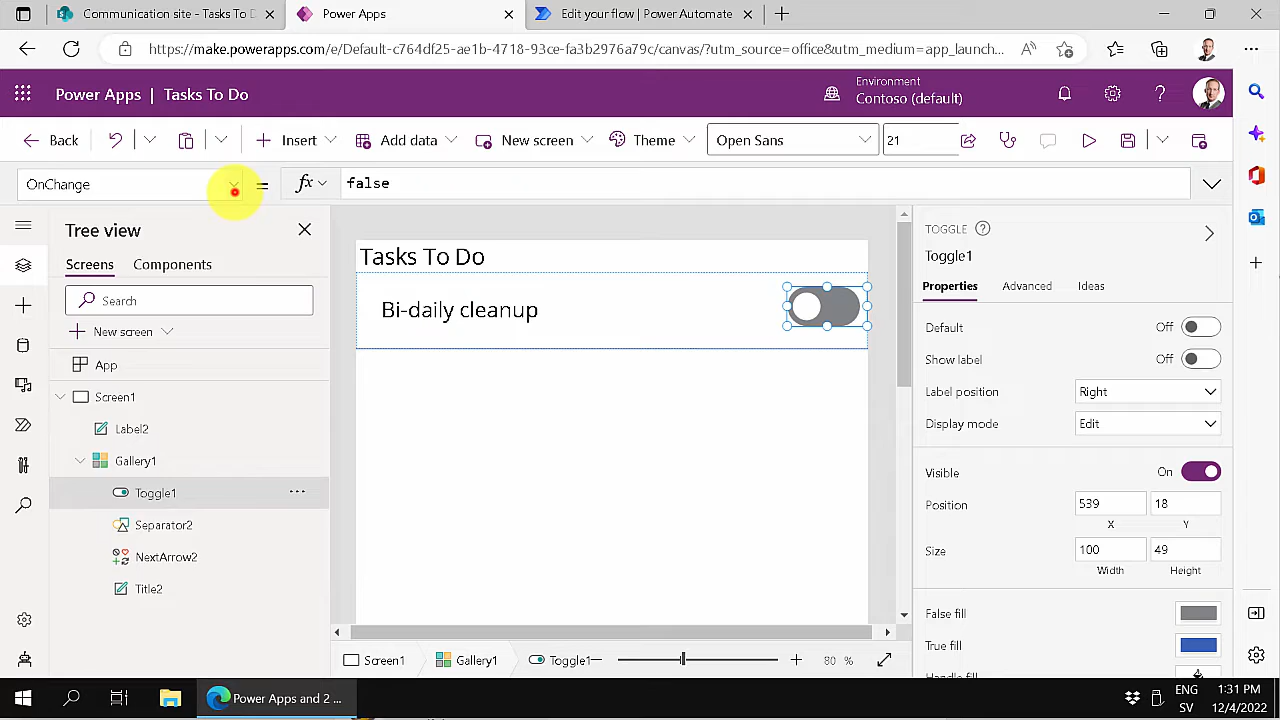 Communication site - Tasks To D
Power Apps
Edit your flow | Power Automate
https://make.powerapps.com/e/Default-c764df25-ae1b-4718-93ce-fa3b2976a79c/canvas/?utm_source=office&utm_medium=app_launch...
Power Apps | Tasks To Do
Environment
Contoso (default)
Back
Insert
Add data
New screen
Theme
Open Sans
21
OnChange
=
fx
false
Tree view
Screens
Components
Search
New screen
App
Screen1
Label2
Gallery1
Toggle1
Separator2
NextArrow2
Title2
Tasks To Do
Bi-daily cleanup
Screen1
Gallery1
Toggle1
80 %
TOGGLE
Toggle1
Properties
Advanced
Ideas
Default
Off
Show label
Off
Label position
Right
Display mode
Edit
Visible
On
Position
539
18
X
Y
Size
100
49
Width
Height
False fill
True fill
Handle fill
Power Apps and 2 ...
ENG
SV
1:31 PM
12/4/2022